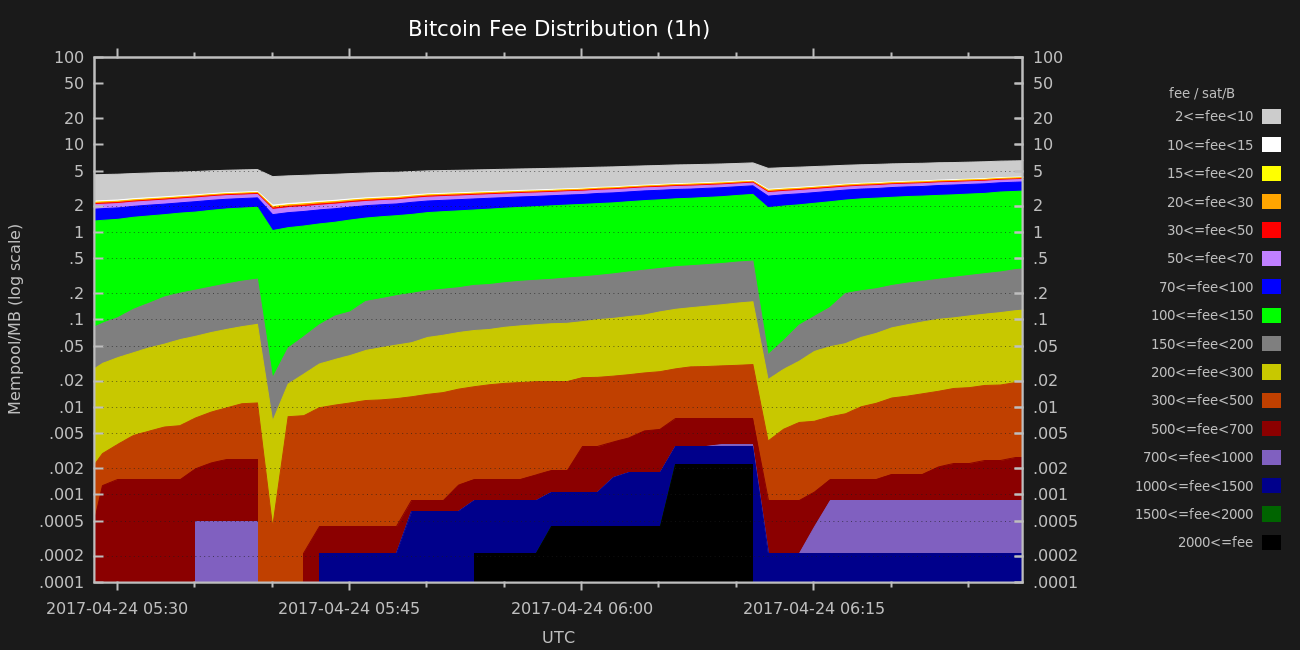 Bitcoin Fee Distribution (1h)
Mempool/MB (log scale)
100
50
20
10
5
2
1
.5
.2
.1
.05
.02
.01
.005
.002
.001
.0005
.0002
.0001
100
50
20
10
5
2
1
.5
.2
.1
.05
.02
.01
.005
.002
.001
.0005
.0002
.0001
2017-04-24 05:30
2017-04-24 05:45
2017-04-24 06:00
2017-04-24 06:15
UTC
fee / sat/B
2<=fee<10
10<=fee<15
15<=fee<20
20<=fee<30
30<=fee<50
50<=fee<70
70<=fee<100
100<=fee<150
150<=fee<200
200<=fee<300
300<=fee<500
500<=fee<700
700<=fee<1000
1000<=fee<1500
1500<=fee<2000
2000<=fee